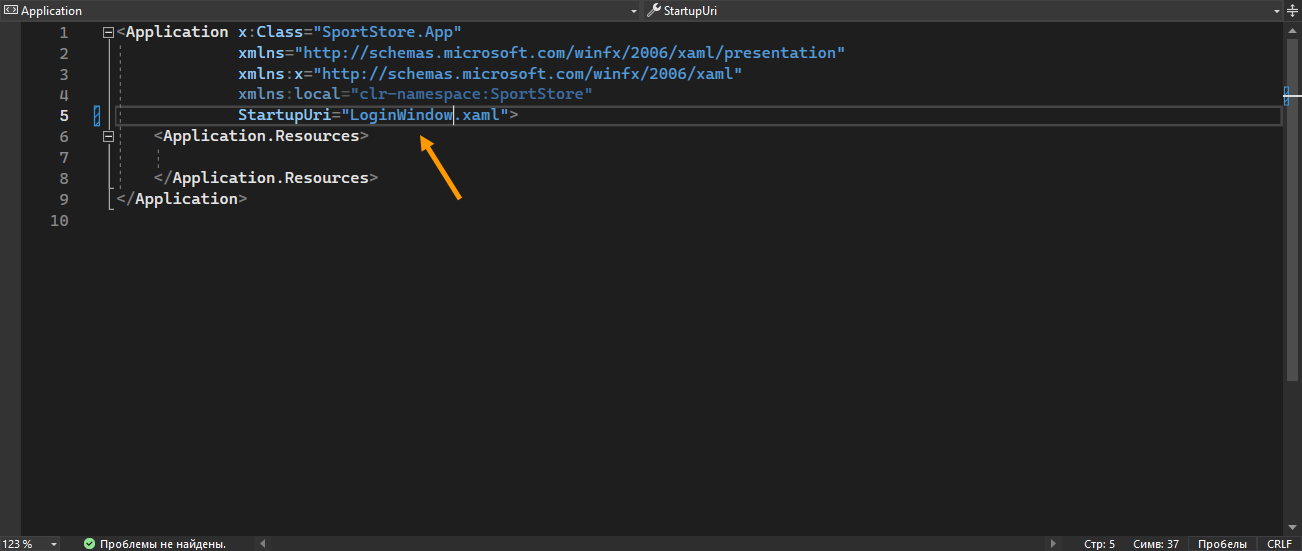 Application
StartupUri
1 <Application x:Class="SportStore.App"
2 xmlns="http://schemas.microsoft.com/winfx/2006/xaml/presentation"
3 xmlns:x="http://schemas.microsoft.com/winfx/2006/xaml"
4 xmlns:local="clr-namespace:SportStore"
5 StartupUri="LoginWindow.xaml">
6 <Application.Resources>
7
8 </Application.Resources>
9 </Application>
10
123 % Проблемы не найдены. Стр: 5 Симв: 37 Пробелы CRLF